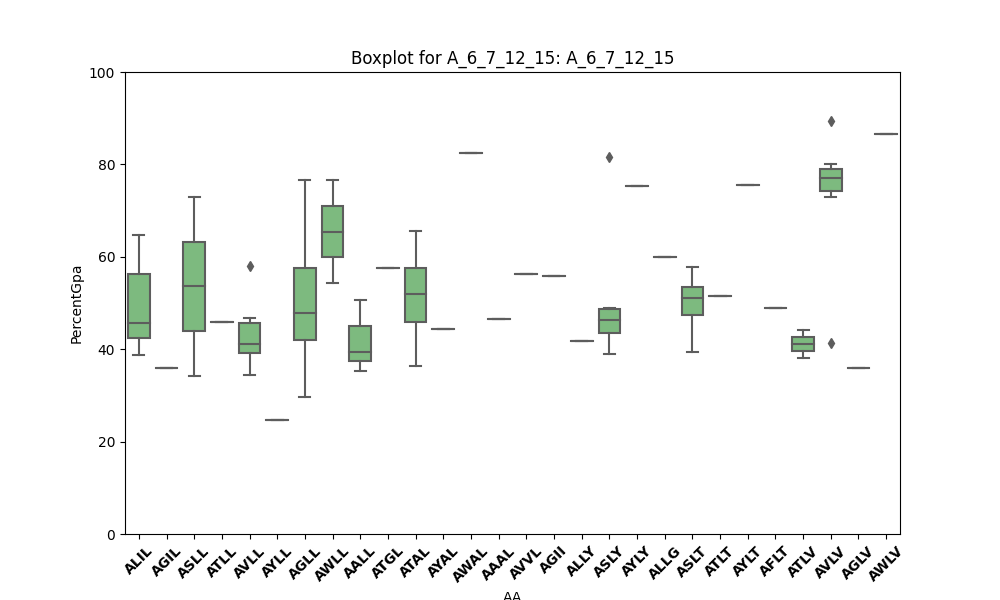 Boxplot for A_6_7_12_15: A_6_7_12_15
PercentGpa
100
80
60
40
20
0
ALIL AGIL ASLL ATLL AVLL AYLL AGLL AWLL AALL ATGL ATAL AYAL AWAL AAAL AVVL AGII ALLY ASLY AYLY ALLG ASLT ATLT AYLT AFLT ATLV AVLV AGLV AWLV
AA